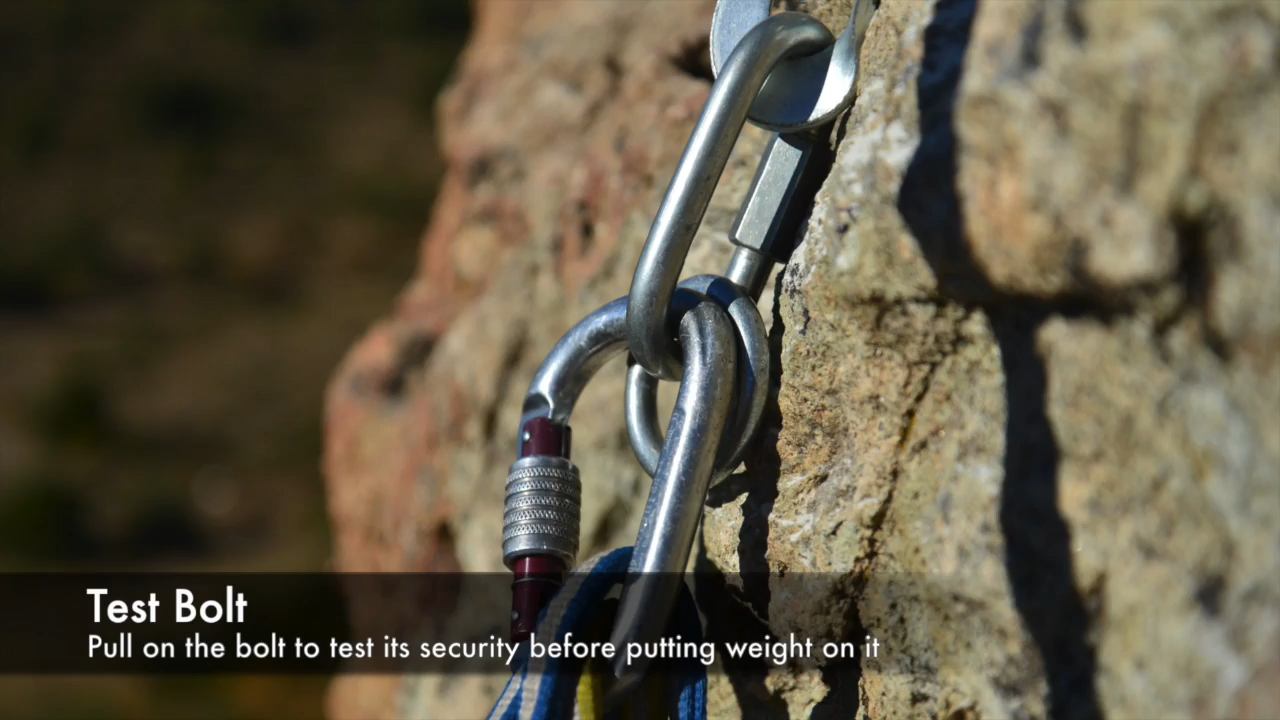 Test Bolt
Pull on the bolt to test its security before putting weight on it